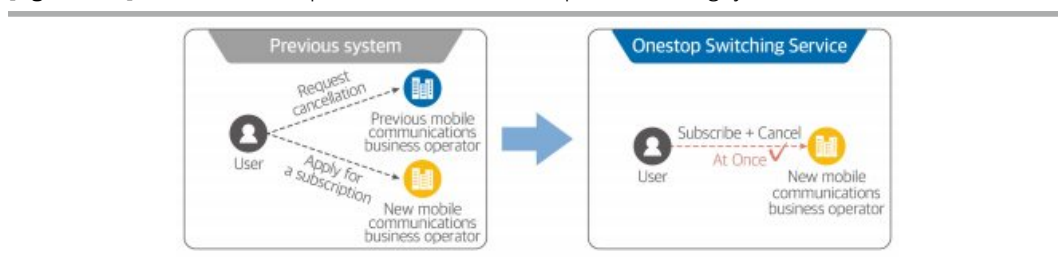 Previous system
Request
cancellation
Previous mobile
communications
business operator
User
Apply for
a subscription
New mobile
communications
business operator
Onestop Switching Service
Subscribe + Cancel
At Once
User
New mobile
communications
business operator